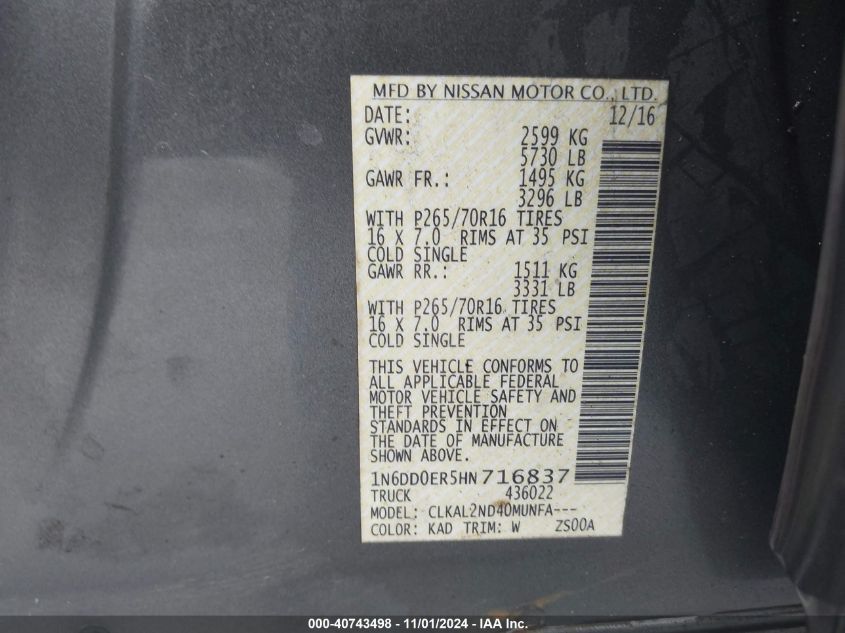 MFD BY NISSAN MOTOR CO., LTD.
DATE: 12/16
GVWR: 2599 KG
5730 LB
GAWR FR.: 1495 KG
3296 LB
WITH P265/70R16 TIRES
16 X 7.0 RIMS AT 35 PSI
COLD SINGLE
GAWR RR.: 1511 KG
3331 LB
WITH P265/70R16 TIRES
16 X 7.0 RIMS AT 35 PSI
COLD SINGLE
THIS VEHICLE CONFORMS TO
ALL APPLICABLE FEDERAL
MOTOR VEHICLE SAFETY AND
THEFT PREVENTION
STANDARDS IN EFFECT ON
THE DATE OF MANUFACTURE
SHOWN ABOVE.
1N6DD0ER5HN716837
TRUCK 436022
MODEL: CLKAL2ND40MUNFA---
COLOR: KAD TRIM: W ZS00A
000-40743498 - 11/01/2024 - IAA Inc.